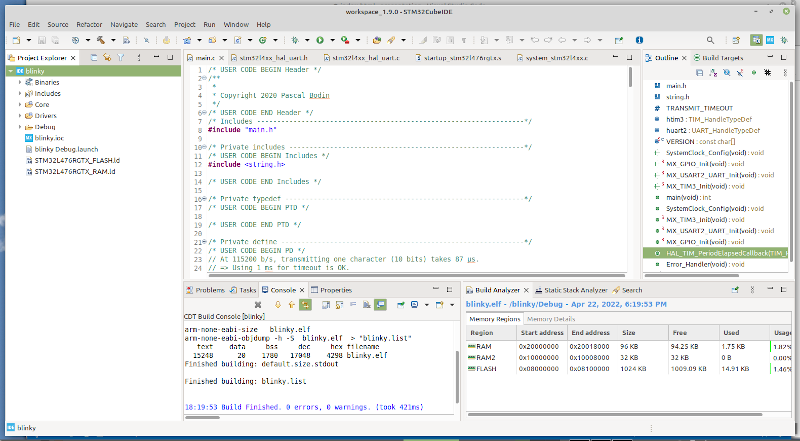 workspace_1.9.0 - STM32CubeIDE
File Edit Source Refactor Navigate Search Project Run Window Help
Project Explorer
blinky
Binaries
Includes
Core
Drivers
Debug
blinky.ioc
blinky Debug.launch
STM32L476RGTX_FLASH.ld
STM32L476RGTX_RAM.ld
main.c stm32l4xx_hal_uart.h stm32l4xx_hal_uart.c startup_stm32l476rgtx.s system_stm32l4xx.c
1 /* USER CODE BEGIN Header */
2 /**
3 *
4 * Copyright 2020 Pascal Bodin
5 */
6 /* USER CODE END Header */
7 /* Includes ------------------------------------------------------------------*/
8 #include "main.h"
9
10 /* Private includes ----------------------------------------------------------*/
11 /* USER CODE BEGIN Includes */
12 #include <string.h>
13
14 /* USER CODE END Includes */
15
16 /* Private typedef -----------------------------------------------------------*/
17 /* USER CODE BEGIN PTD */
18
19 /* USER CODE END PTD */
20
21 /* Private define ------------------------------------------------------------*/
22 /* USER CODE BEGIN PD */
23 // At 115200 b/s, transmitting one character (10 bits) takes 87 µs.
24 // => Using 1 ms for timeout is OK.
Outline Build Targets
main.h
string.h
TRANSMIT_TIMEOUT
htim3 : TIM_HandleTypeDef
huart2 : UART_HandleTypeDef
VERSION : const char[]
SystemClock_Config(void) : void
MX_GPIO_Init(void) : void
MX_USART2_UART_Init(void) : void
MX_TIM3_Init(void) : void
main(void) : int
SystemClock_Config(void) : void
MX_TIM3_Init(void) : void
MX_USART2_UART_Init(void) : void
MX_GPIO_Init(void) : void
HAL_TIM_PeriodElapsedCallback(TIM_
Error_Handler(void) : void
Problems Tasks Console Properties
CDT Build Console [blinky]
arm-none-eabi-size blinky.elf
arm-none-eabi-objdump -h -S blinky.elf > "blinky.list"
text data bss dec hex filename
15248 20 1780 17048 4298 blinky.elf
Finished building: default.size.stdout
Finished building: blinky.list
18:19:53 Build Finished. 0 errors, 0 warnings. (took 421ms)
Build Analyzer Static Stack Analyzer Search
blinky.elf - /blinky/Debug - Apr 22, 2022, 6:19:53 PM
Memory Regions Memory Details
Region Start address End address Size Free Used Usage
RAM 0x20000000 0x20018000 96 KB 94.25 KB 1.75 KB 1.82%
RAM2 0x10000000 0x10008000 32 KB 32 KB 0 B 0.00%
FLASH 0x08000000 0x08100000 1024 KB 1009.09 KB 14.91 KB 1.46%
blinky